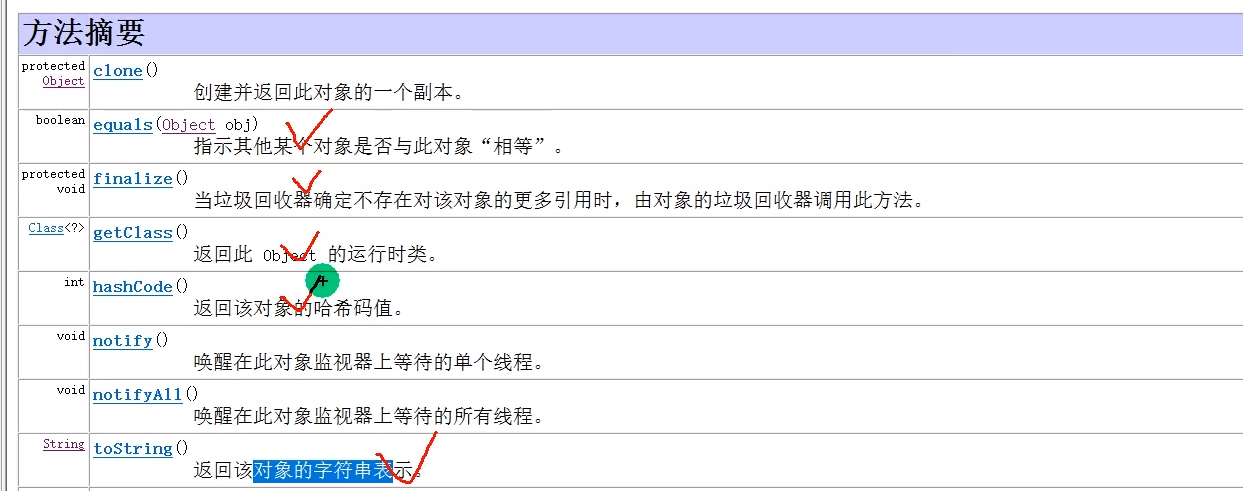 方法摘要
protected Object clone()
创建并返回此对象的一个副本。
boolean equals(Object obj)
指示其他某个对象是否与此对象“相等”。
protected void finalize()
当垃圾回收器确定不存在对该对象的更多引用时，由对象的垃圾回收器调用此方法。
Class<?> getClass()
返回此 Object 的运行时类。
int hashCode()
返回该对象的哈希码值。
void notify()
唤醒在此对象监视器上等待的单个线程。
void notifyAll()
唤醒在此对象监视器上等待的所有线程。
String toString()
返回该对象的字符串表示。